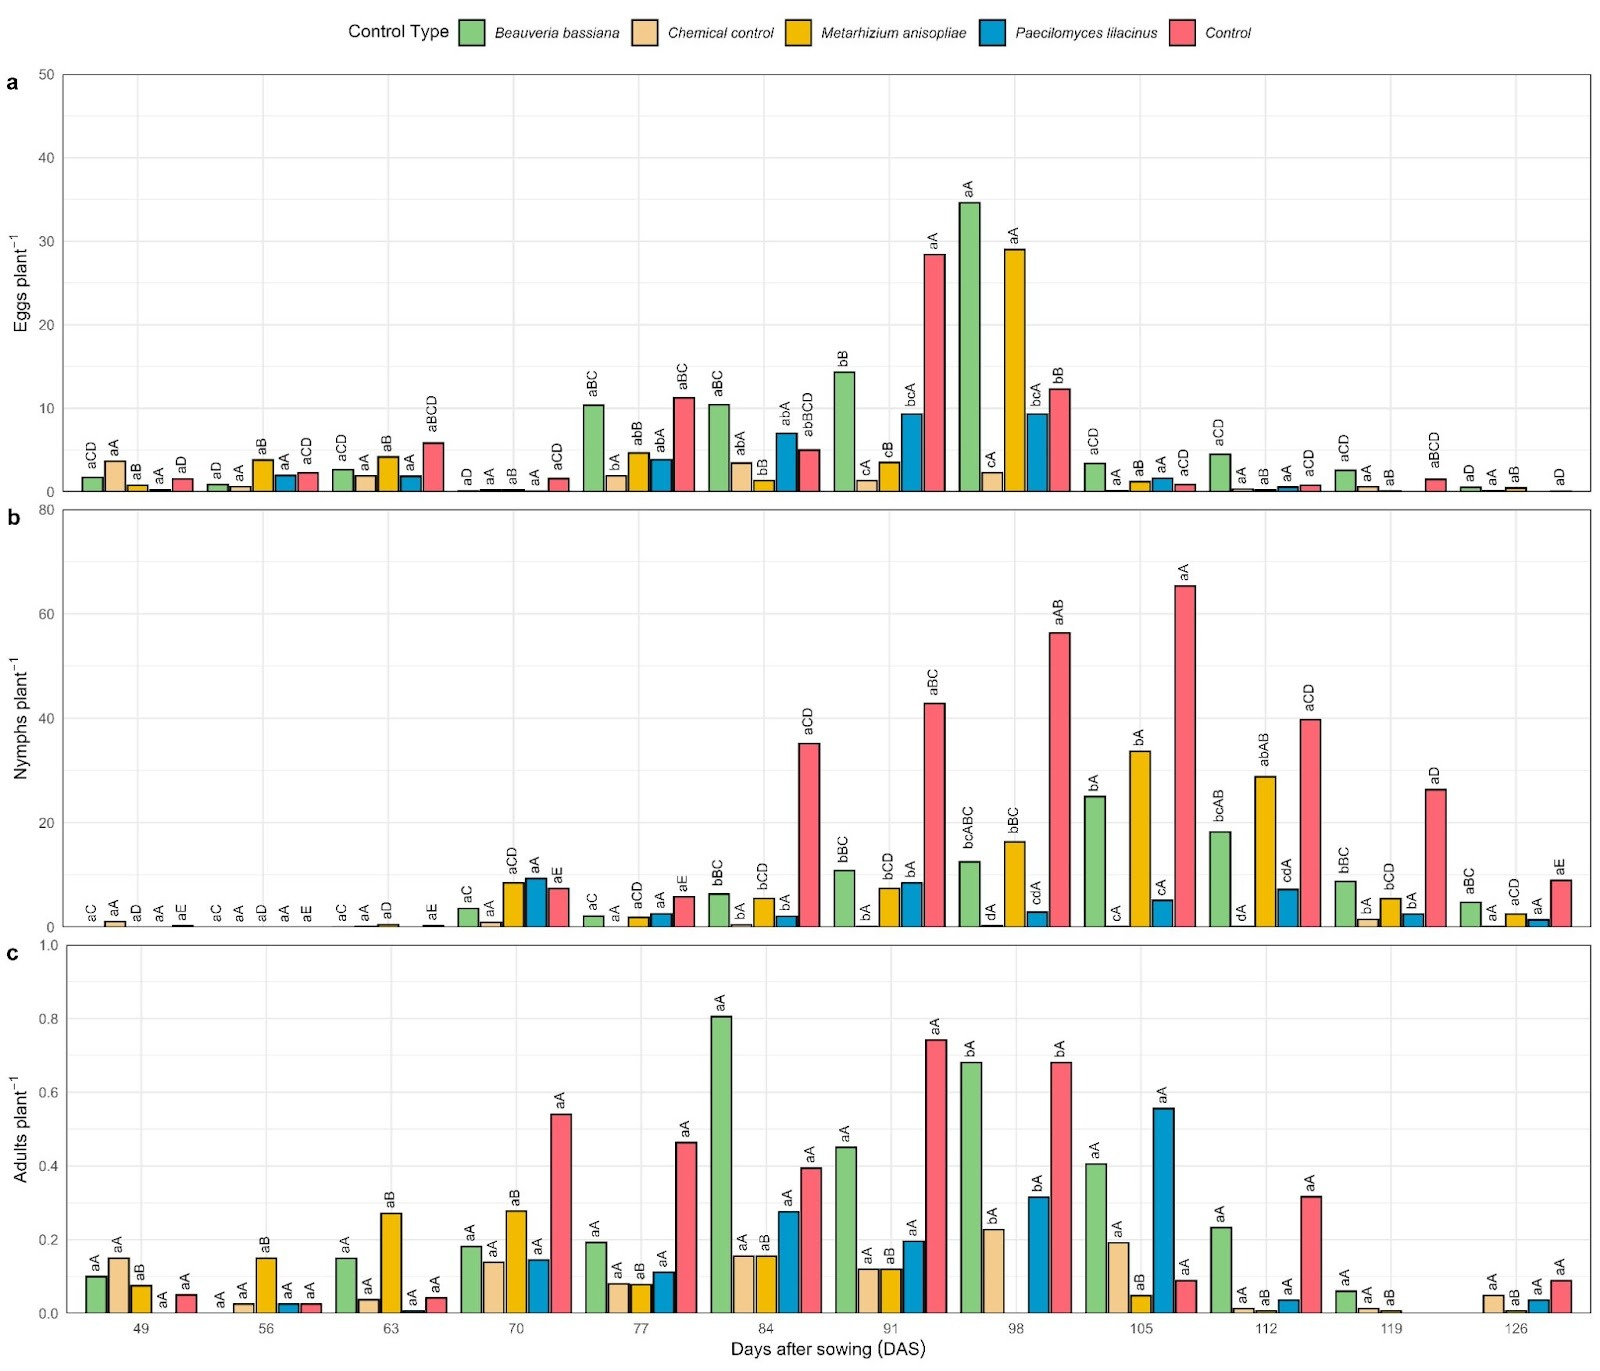 Control Type Beauveria bassiana Chemical control Metarhizium anisopliae Paecilomyces lilacinus Control
a
Eggs plant⁻¹
50
40
30
20
10
0
aCD aA aB aA aD
aD aA aB aA aCD
aCD aA aB aA aBCD
aD aA aB aA aCD
aBC bA abB abA aBC
aBC abA bB abA abBCD
bB cA cB bcA aA
aA cA aA bcA bB
aCD aA aB aA aCD
aCD aA aB aA aCD
aCD aA aB aBCD
aD aA aB aD
b
Nymphs plant⁻¹
80
60
40
20
0
aC aA aD aA aE
aC aA aD aA aE
aC aA aD aE
aC aA aCD aA aE
aC aA aCD aA aE
bBC bA bCD bA aCD
bBC bA bCD bA aBC
bcABC dA bBC cdA aAB
bA cA bA cA aA
bcAB dA abAB cdA aCD
bBC bA bCD bA aD
aBC aA aCD aA aE
c
Adults plant⁻¹
1.0
0.8
0.6
0.4
0.2
0.0
aA aA aB aA aA
aA aA aB aA aA
aA aA aB aA aA
aA aA aB aA aA
aA aA aB aA aA
aA aA aB aA aA
aA aA aB aA aA
bA bA bA bA
aA aA aB aA aA
aA aA aB aA aA
aA aA aB
aA aB aA aA
49 56 63 70 77 84 91 98 105 112 119 126
Days after sowing (DAS)